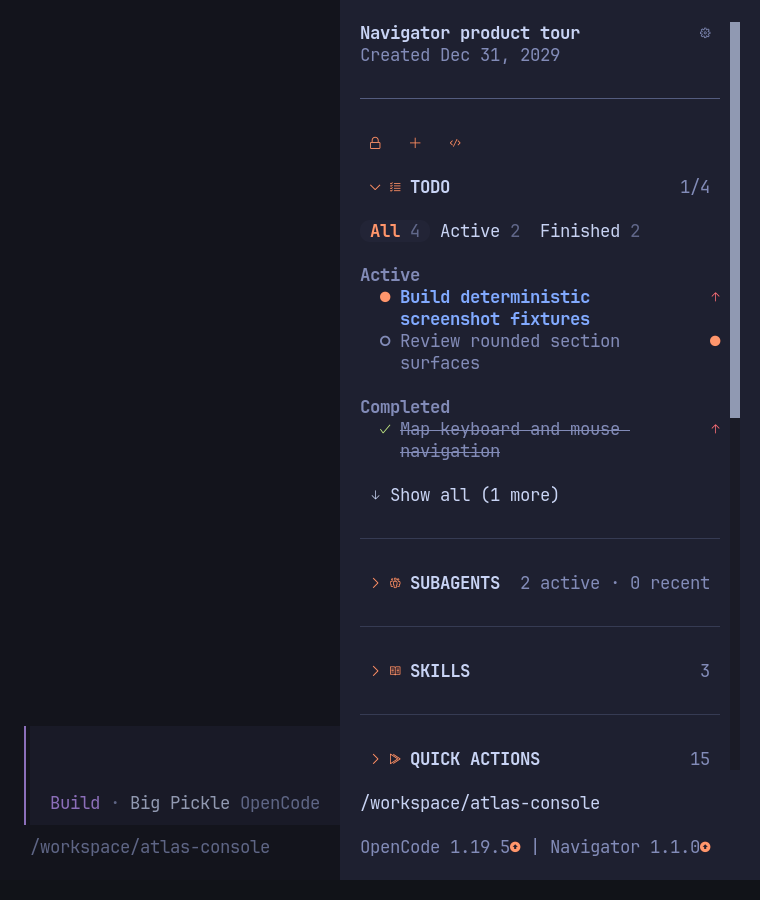 Navigator product tour
Created Dec 31, 2029
TODO 1/4
All 4 Active 2 Finished 2
Active
Build deterministic
screenshot fixtures
Review rounded section
surfaces
Completed
Map keyboard and mouse
navigation
↓ Show all (1 more)
SUBAGENTS 2 active · 0 recent
SKILLS 3
QUICK ACTIONS 15
Build · Big Pickle OpenCode
/workspace/atlas-console
/workspace/atlas-console
OpenCode 1.19.5 | Navigator 1.1.0